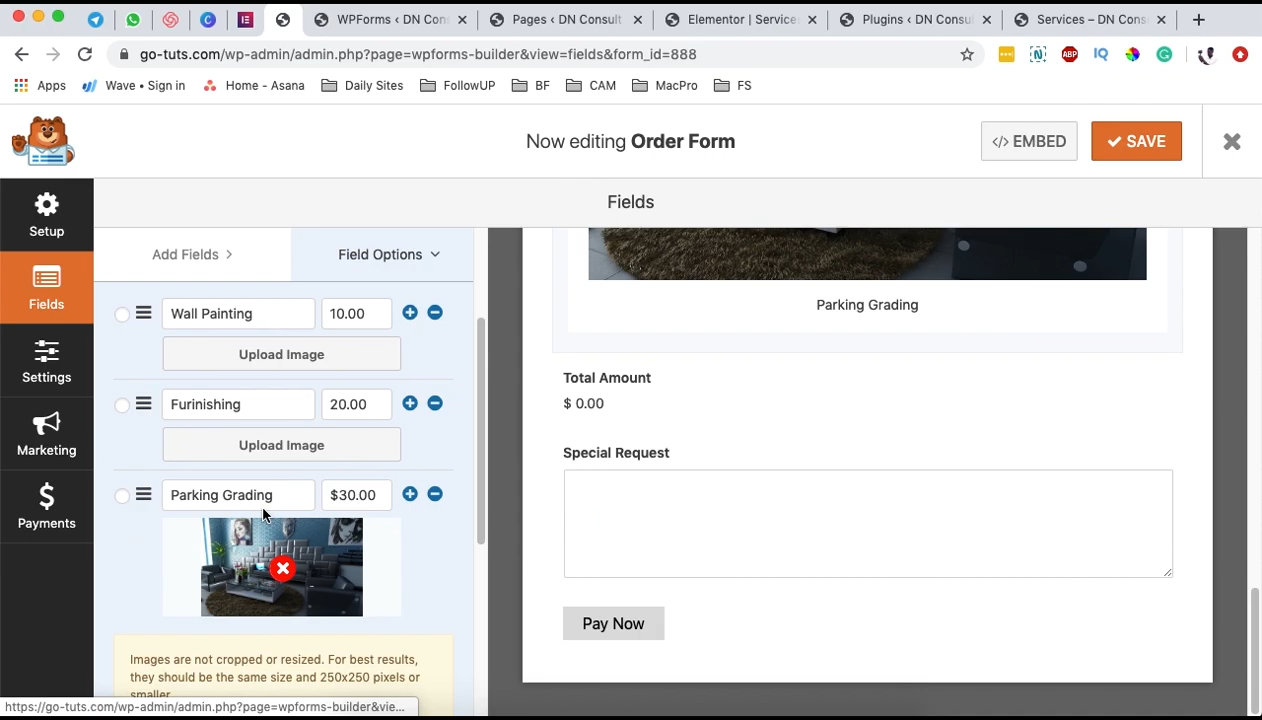 WPForms ‹ DN Con
Pages ‹ DN Consult
Elementor | Service
Plugins ‹ DN Consul
Services – DN Cons
go-tuts.com/wp-admin/admin.php?page=wpforms-builder&view=fields&form_id=888
Apps
Wave • Sign in
Home - Asana
Daily Sites
FollowUP
BF
CAM
MacPro
FS
Now editing Order Form
</> EMBED
SAVE
Fields
Setup
Fields
Settings
Marketing
Payments
Add Fields
Field Options
Wall Painting
10.00
Upload Image
Furinishing
20.00
Upload Image
Parking Grading
$30.00
Images are not cropped or resized. For best results,
they should be the same size and 250x250 pixels or
smaller
https://go-tuts.com/wp-admin/admin.php?page=wpforms-builder&vie...
Parking Grading
Total Amount
$ 0.00
Special Request
Pay Now